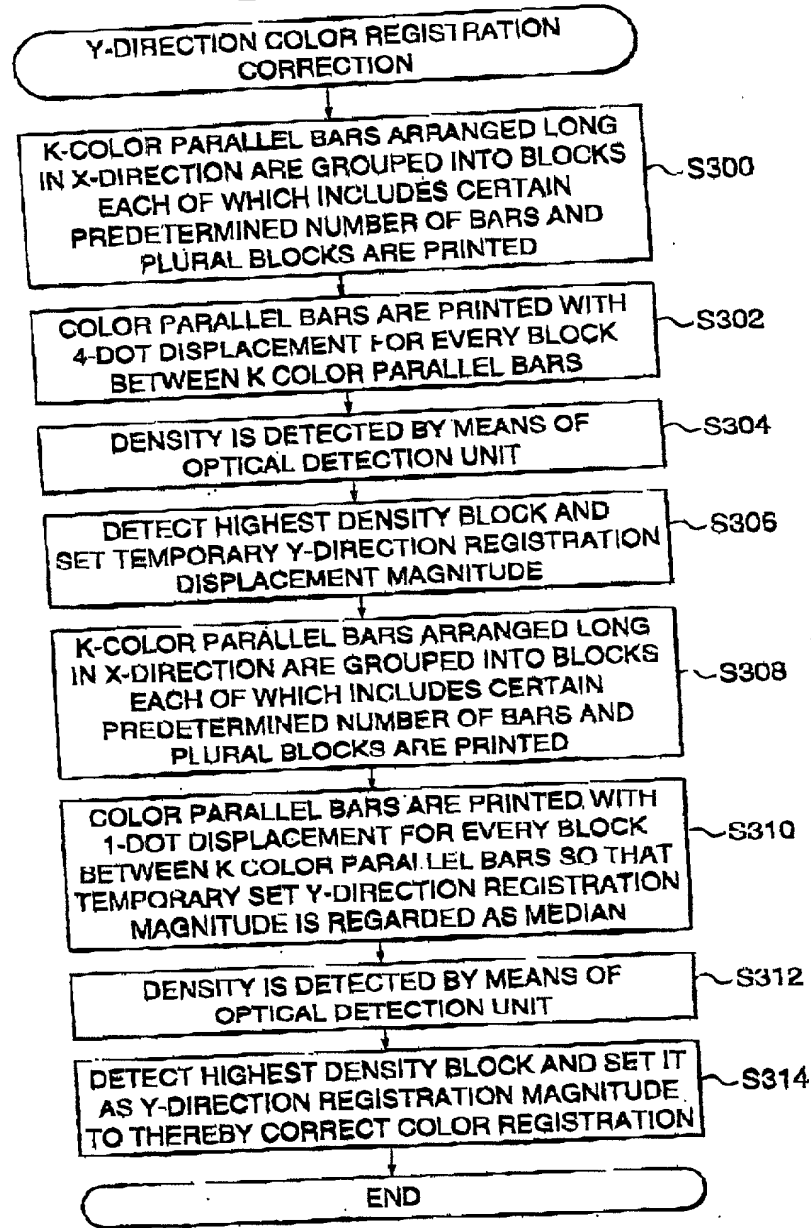 Y-DIRECTION COLOR REGISTRATION
CORRECTION
K-COLOR PARALLEL BARS ARRANGED LONG
IN X-DIRECTION ARE GROUPED INTO BLOCKS
EACH OF WHICH INCLUDES CERTAIN
PREDETERMINED NUMBER OF BARS AND
PLURAL BLOCKS ARE PRINTED
S300
COLOR PARALLEL BARS ARE PRINTED WITH
4-DOT DISPLACEMENT FOR EVERY BLOCK
BETWEEN K COLOR PARALLEL BARS
S302
DENSITY IS DETECTED BY MEANS OF
OPTICAL DETECTION UNIT
S304
DETECT HIGHEST DENSITY BLOCK AND
SET TEMPORARY Y-DIRECTION REGISTRATION
DISPLACEMENT MAGNITUDE
S306
K-COLOR PARALLEL BARS ARRANGED LONG
IN X-DIRECTION ARE GROUPED INTO BLOCKS
EACH OF WHICH INCLUDES CERTAIN
PREDETERMINED NUMBER OF BARS AND
PLURAL BLOCKS ARE PRINTED
S308
COLOR PARALLEL BARS ARE PRINTED WITH
1-DOT DISPLACEMENT FOR EVERY BLOCK
BETWEEN K COLOR PARALLEL BARS SO THAT
TEMPORARY SET Y-DIRECTION REGISTRATION
MAGNITUDE IS REGARDED AS MEDIAN
S310
DENSITY IS DETECTED BY MEANS OF
OPTICAL DETECTION UNIT
S312
DETECT HIGHEST DENSITY BLOCK AND SET IT
AS Y-DIRECTION REGISTRATION MAGNITUDE
TO THEREBY CORRECT COLOR REGISTRATION
S314
END